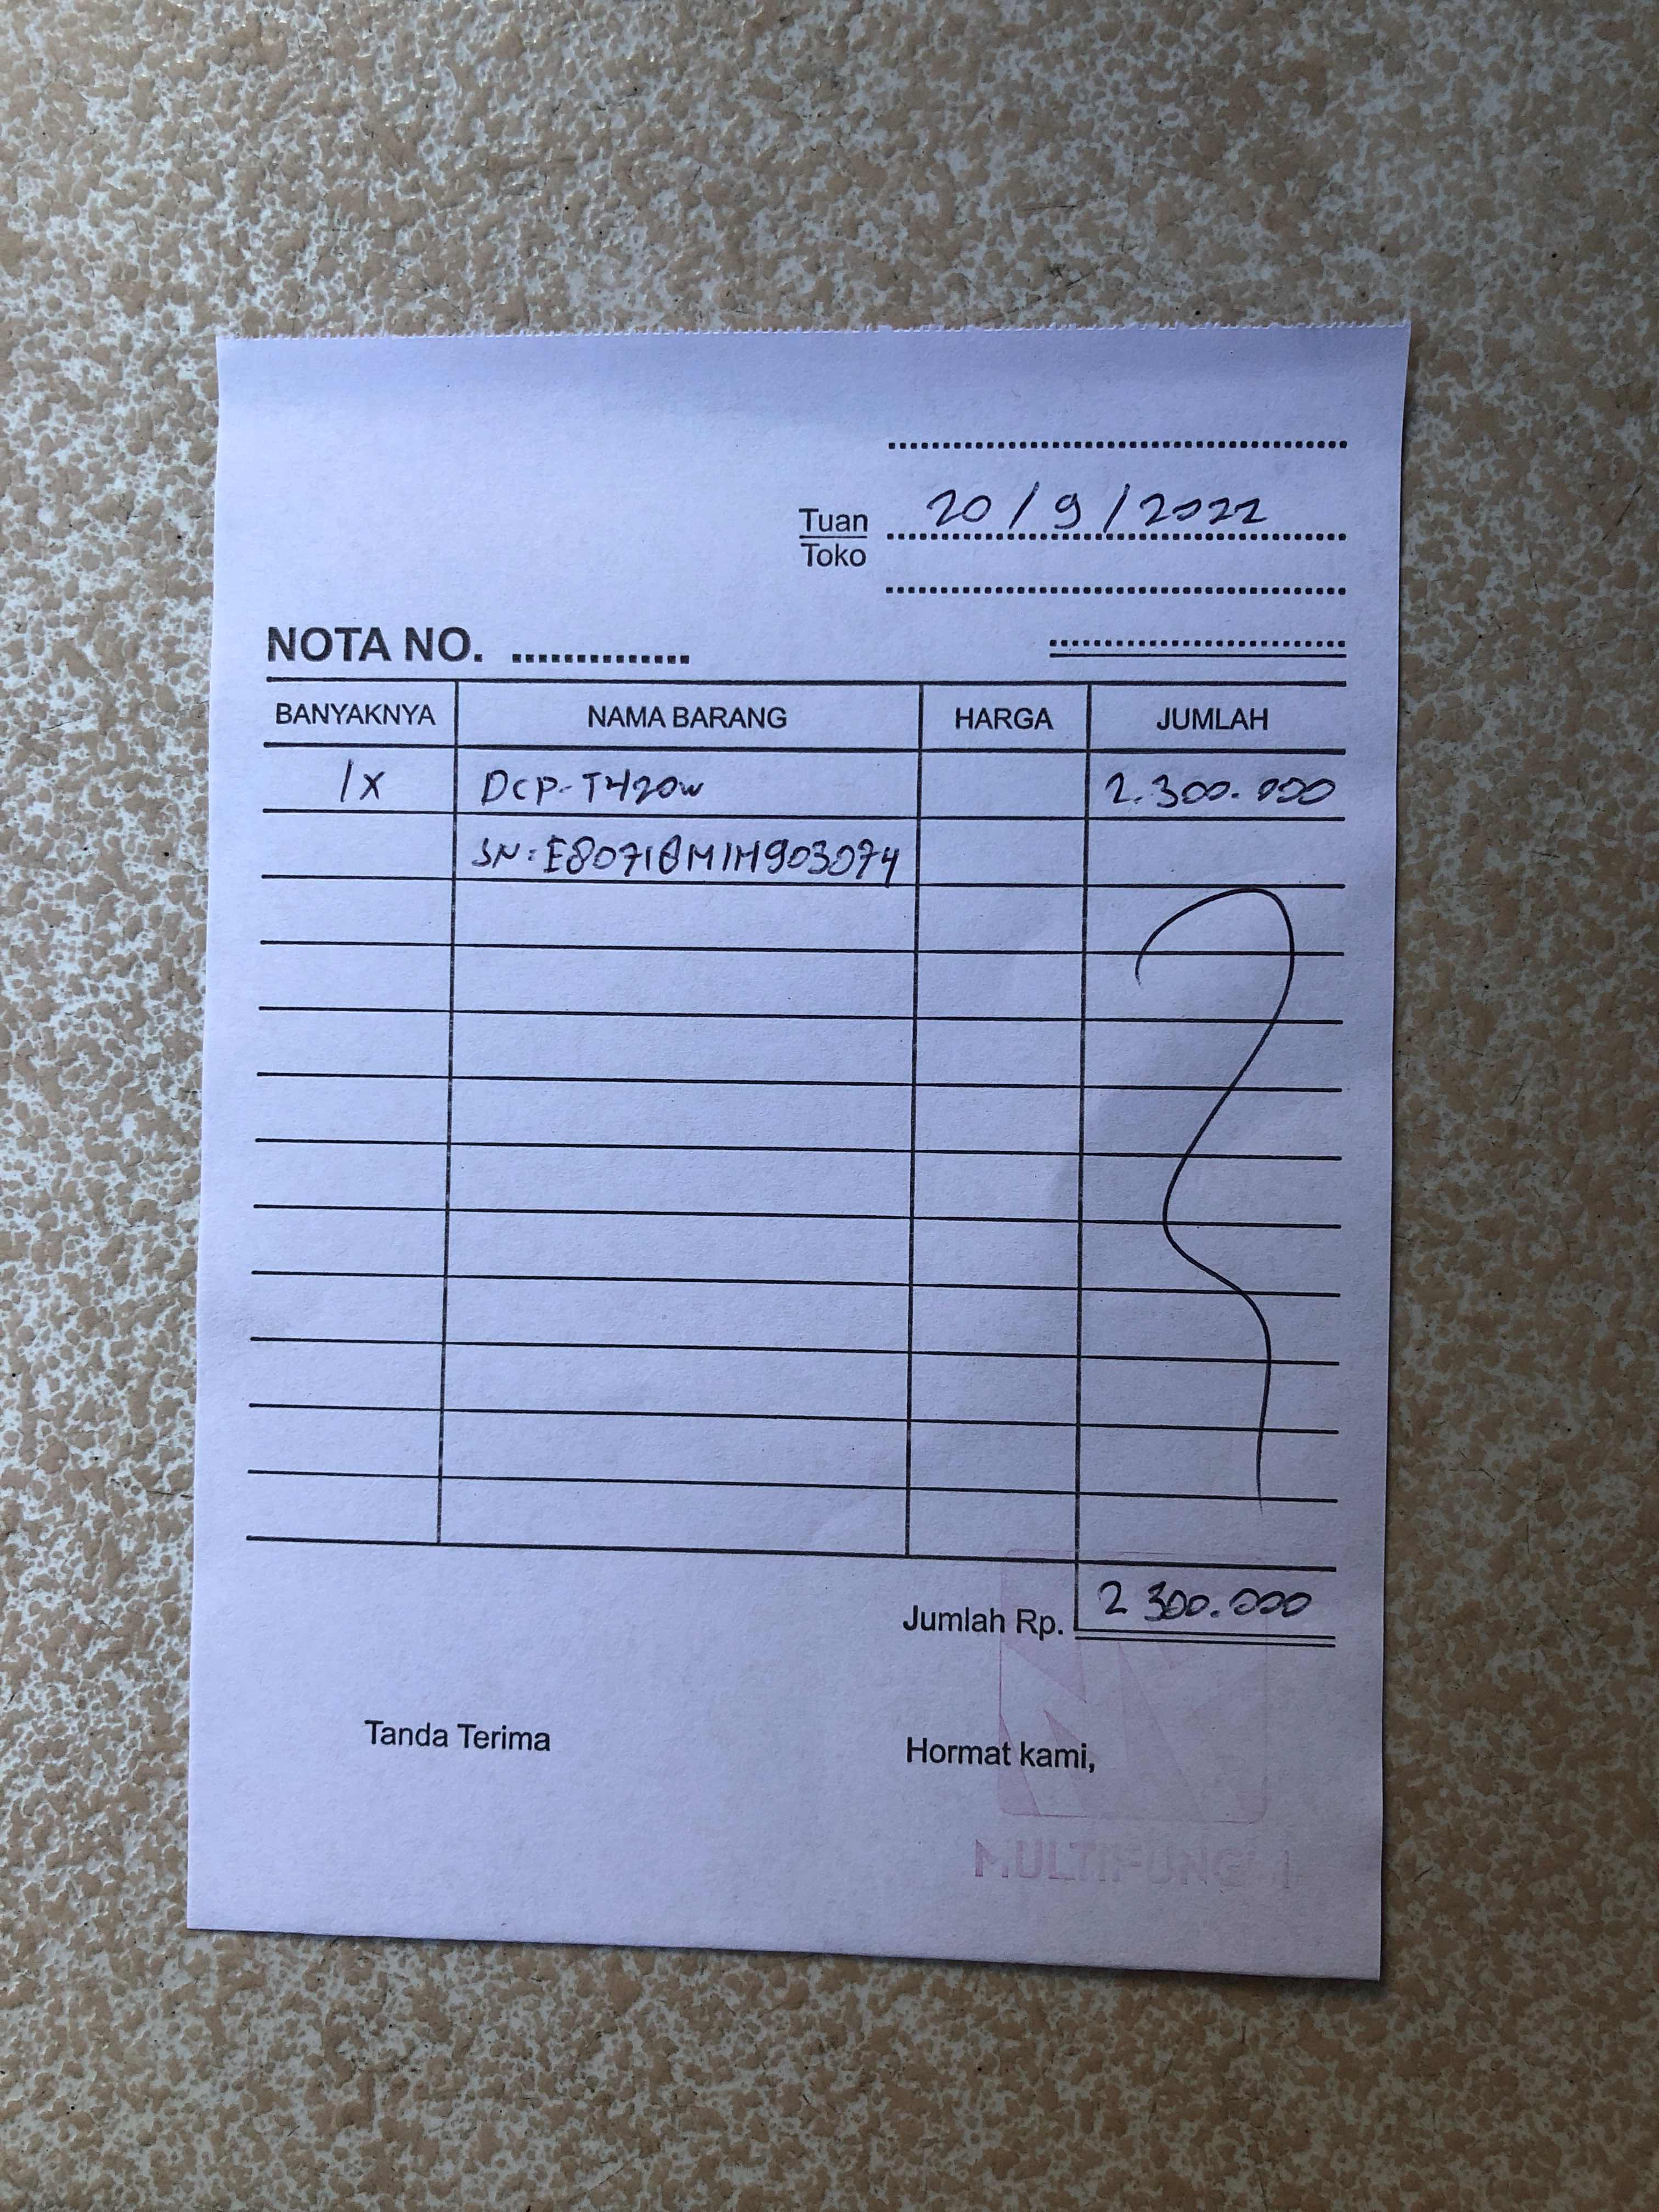 20/9/2022
Tuan
Toko
NOTA NO. ..............
BANYAKNYA NAMA BARANG HARGA JUMLAH
1x DCP-T420w 2.300.000
SN: E80718M1H903074
Jumlah Rp. 2 300.000
Tanda Terima Hormat kami,
MULTIFUNGSI